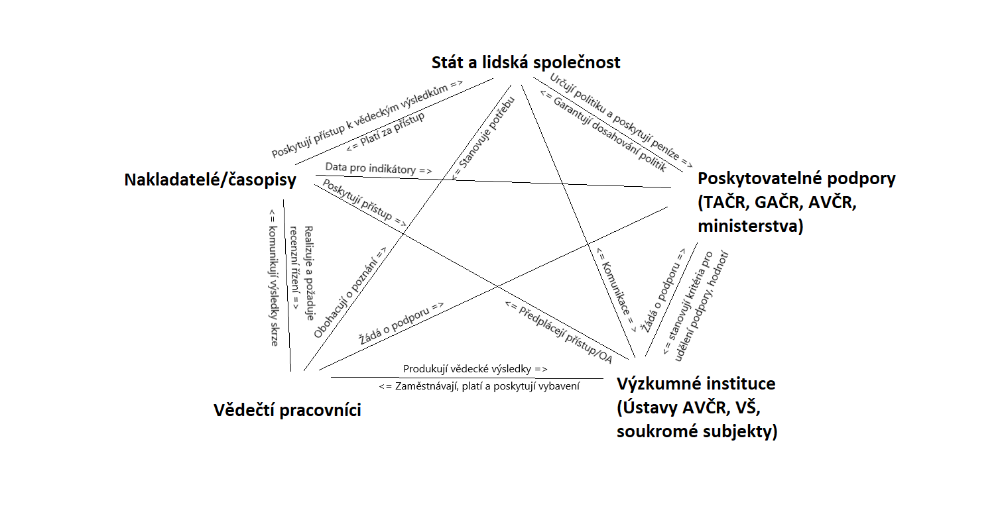 Stát a lidská společnost
Poskytují přístup k vědeckým výsledkům =>
<= Platí za přístup
<= Stanovuje potřebu
Určují politiku a poskytují peníze =>
<= Garantují dosahování politik
Nakladatelé/časopisy
Data pro indikátory =>
Poskytují přístup =>
Poskytovatelné podpory
(TAČR, GAČR, AVČR,
ministerstva)
<= komunikují výsledky skrze
Realizuje a požaduje
recenzní řízení =>
Obohacují o poznání =>
Žádá o podporu =>
<= Předplácejí přístup/OA
<= Komunikace = >
Žádá o podporu =>
<= stanovují kritéria pro
udělení podpory, hodnotí
Produkují vědecké výsledky =>
<= Zaměstnávají, platí a poskytují vybavení
Vědečtí pracovníci
Výzkumné instituce
(Ústavy AVČR, VŠ,
soukromé subjekty)